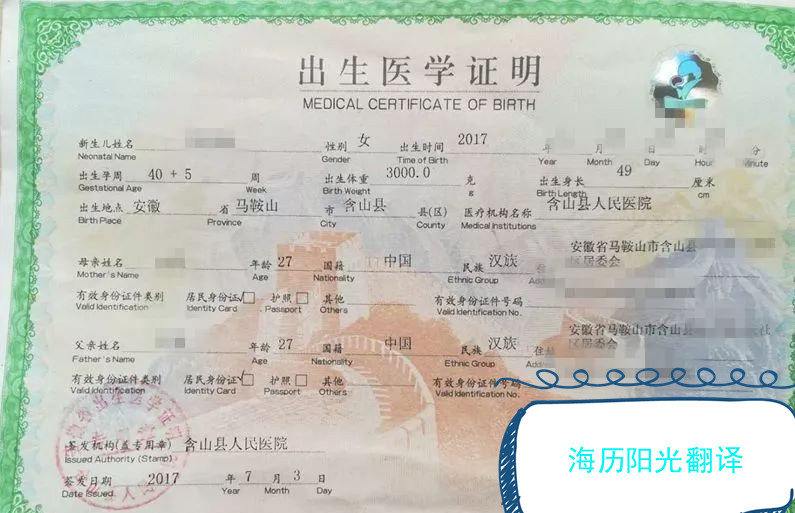 出生医学证明
MEDICAL CERTIFICATE OF BIRTH
新生儿姓名 性别 女 出生时间 2017 年 月 日 时 分
Neonatal Name Gender Time of Birth Year Month Day Hour Minute
出生孕周 40 + 5 周 出生体重 3000.0 克 出生身长 49 厘米
Gestational Age Week Birth Weight g Birth Length cm
出生地点 安徽 省 马鞍山 市 含山县 县(区) 医疗机构名称 含山县人民医院
Birth Place Province City County Medical Institutions
安徽省马鞍山市含山县
母亲姓名 年龄 27 国籍 中国 民族 汉族 居委会
Mother's Name Age Nationality Ethnic Group
有效身份证件类别 居民身份证 护照 其他 有效身份证件号码
Valid Identification Identity Card Passport Others Valid Identification No.
安徽省马鞍山市含山县
父亲姓名 年龄 27 国籍 中国 民族 汉族 住址 居委会
Father's Name Age Nationality Ethnic Group
有效身份证件类别 居民身份证 护照 其他 有效身份证件号码
Valid Identification Identity Card Passport Others Valid Identification No.
签发机构(盖专用章) 含山县人民医院
Issued Authority (Stamp)
签发日期 2017 年 7 月 3 日
Date Issued Year Month Day
海历阳光翻译